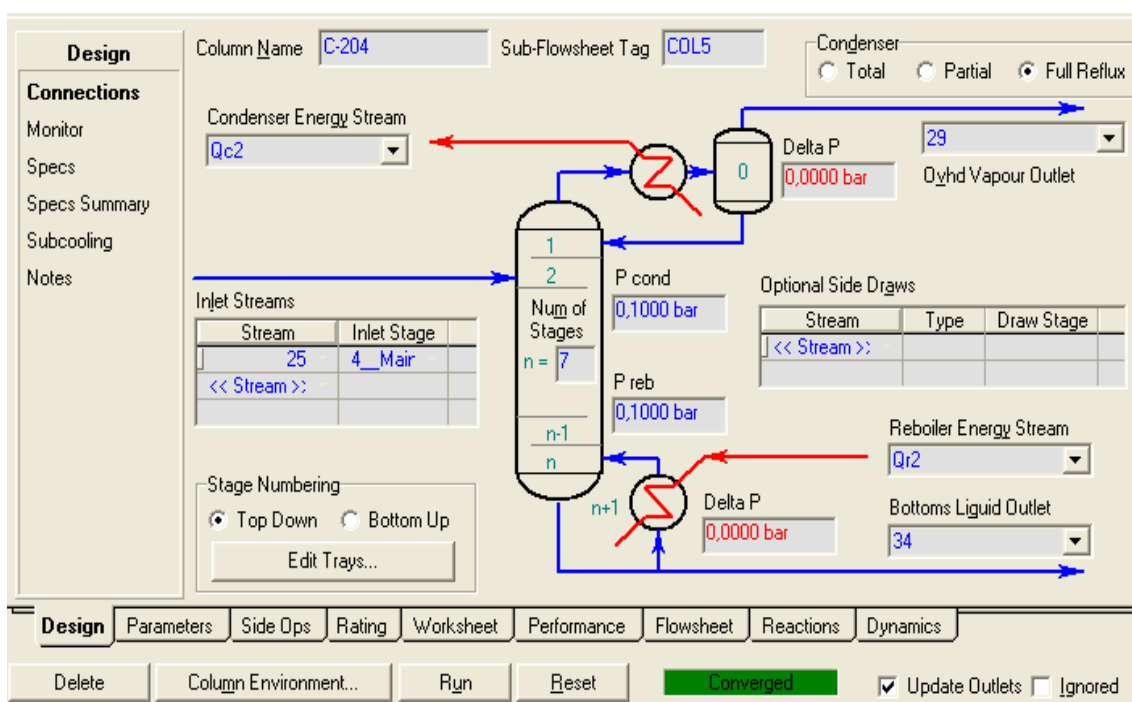 Design
Connections
Monitor
Specs
Specs Summary
Subcooling
Notes
Column Name C-204
Sub-Flowsheet Tag COL5
Condenser
Total Partial Full Reflux
Condenser Energy Stream
Qc2
0
Delta P
0,0000 bar
29
Ovhd Vapour Outlet
1
2
Num of
Stages
n = 7
n-1
n
n+1
P cond
0,1000 bar
P reb
0,1000 bar
Inlet Streams
Stream Inlet Stage
25 4__Mair
<< Stream >>
Optional Side Draws
Stream Type Draw Stage
<< Stream >>
Stage Numbering
Top Down Bottom Up
Edit Trays...
Delta P
0,0000 bar
Reboiler Energy Stream
Qr2
Bottoms Liquid Outlet
34
Design Parameters Side Ops Rating Worksheet Performance Flowsheet Reactions Dynamics
Delete Column Environment... Run Reset Converged Update Outlets Ignored